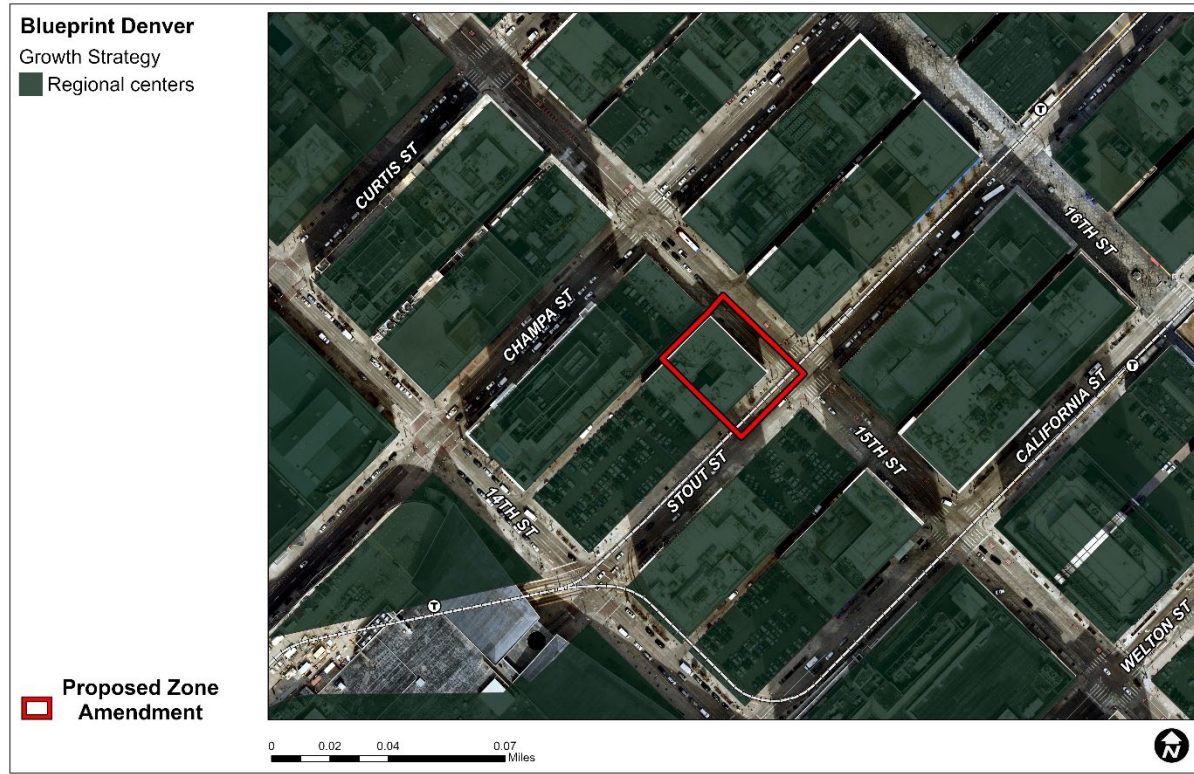 Blueprint Denver
Growth Strategy
Regional centers
CURTIS ST
16TH ST
CHAMPA ST
CALIFORNIA ST
15TH ST
STOUT ST
14TH ST
WELTON ST
T
T
T
Proposed Zone
Amendment
0 0.02 0.04 0.07
Miles
N